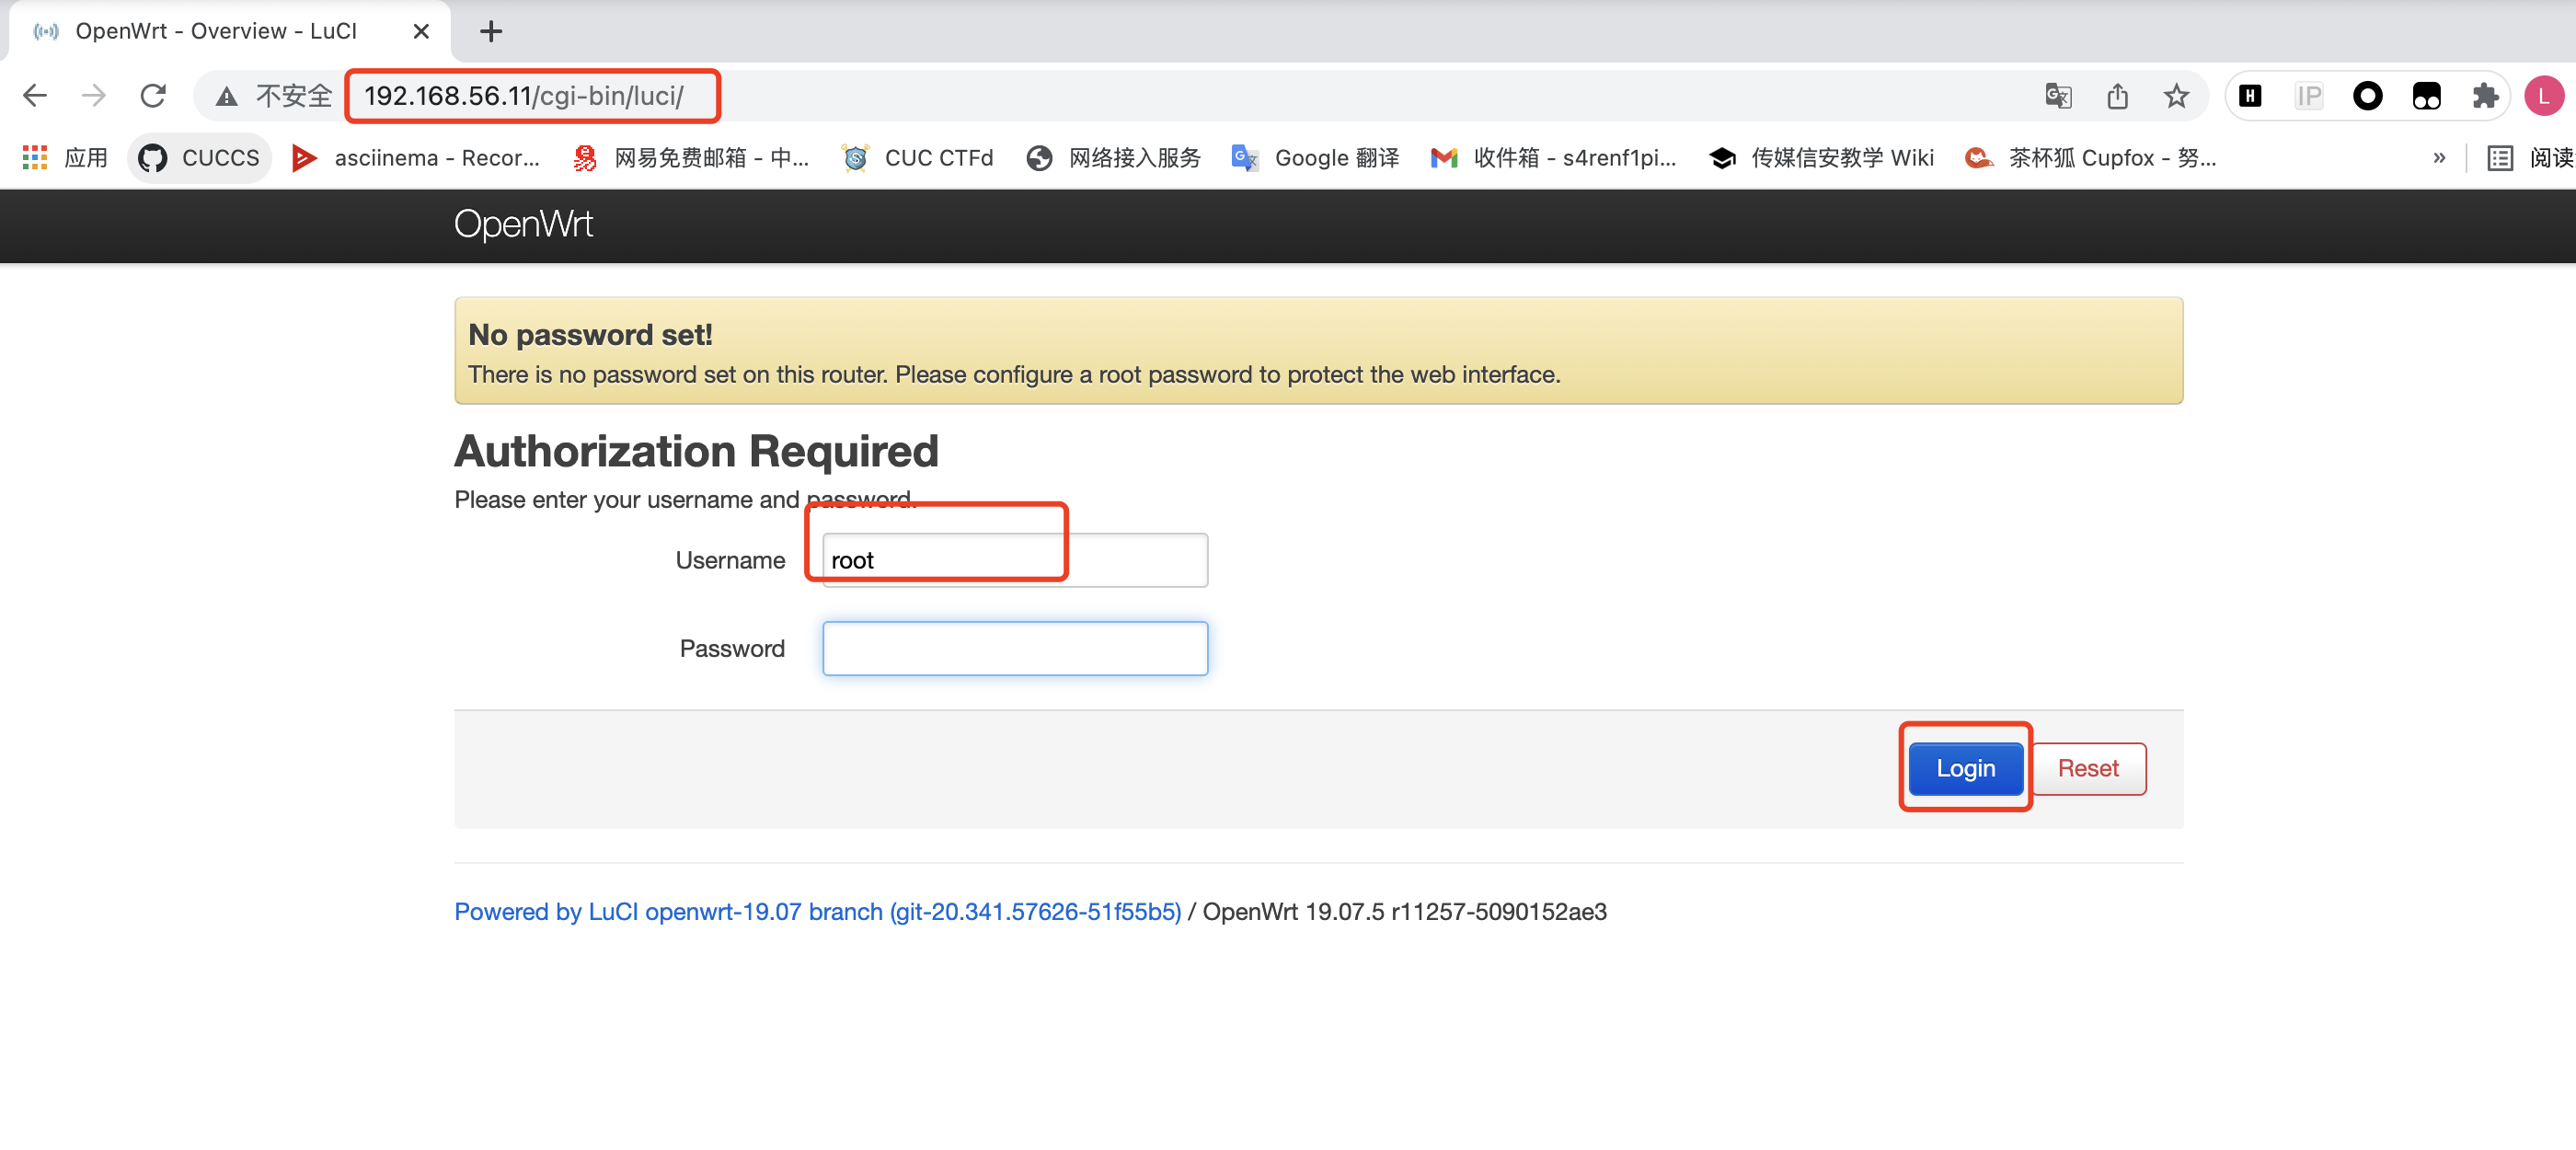 OpenWrt - Overview - LuCI
不安全 192.168.56.11/cgi-bin/luci/
H IP L
应用 CUCCS asciinema - Recor... 网易免费邮箱 - 中... CUC CTFd 网络接入服务 Google 翻译 收件箱 - s4renf1pi... 传媒信安教学 Wiki 茶杯狐 Cupfox - 努... » 阅读
OpenWrt
No password set!
There is no password set on this router. Please configure a root password to protect the web interface.
Authorization Required
Please enter your username and password.
Username root
Password
Login Reset
Powered by LuCI openwrt-19.07 branch (git-20.341.57626-51f55b5) / OpenWrt 19.07.5 r11257-5090152ae3